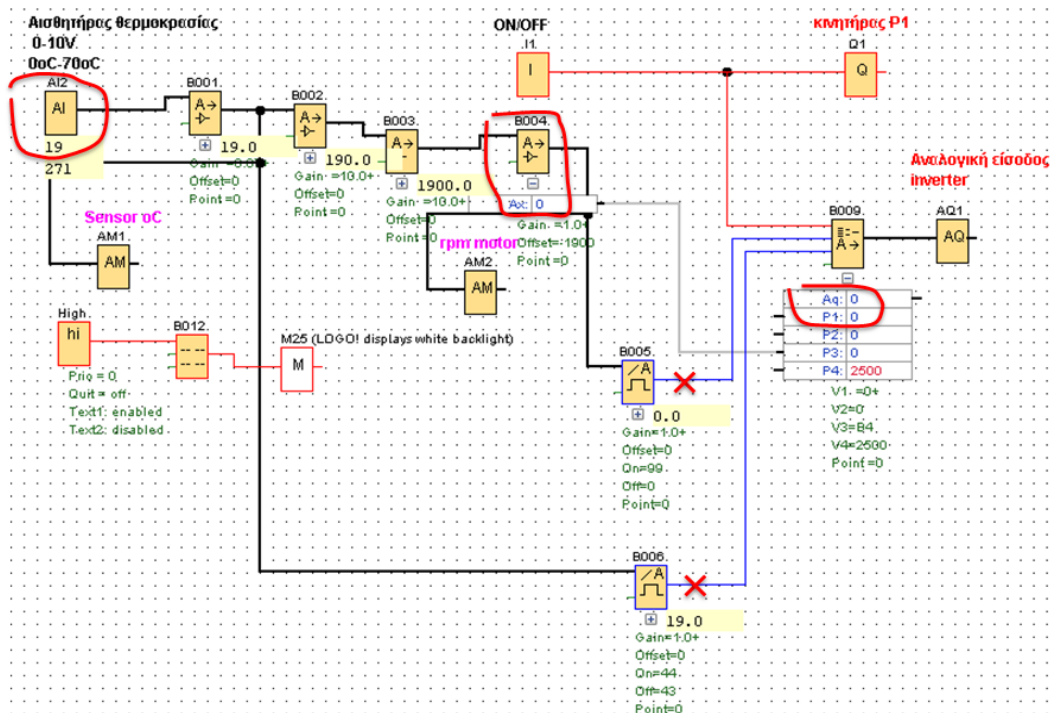 Αισθητήρας θερμοκρασίας
0-10V
0oC-70oC
AI2
AI
19
271
B001
A→
19.0
Offset=0
Point=0
B002
A→
190.0
Gain =10.0+
Offset=0
Point=0
B003
A→
1900.0
Gain =10.0+
Offset=0
Point=0
ON/OFF
I1
I
B004
A→
Ax: 0
Gain =1.0+
Offset=-1900
Point=0
κινητήρας P1
Q1
Q
Αναλογική είσοδος
inverter
B009
A→
AQ1
AQ
Aq: 0
P1: 0
P2: 0
P3: 0
P4: 2500
V1 =0+
V2=0
V3=B4
V4=2500
Point=0
Sensor oC
AM1
AM
rpm motor
AM2
AM
High
hi
B012
Prio = 0
Quit = off
Text1: enabled
Text2: disabled
M25 (LOGO! displays white backlight)
M
B005
/A
0.0
Gain=1.0+
Offset=0
On=99
Off=0
Point=0
B006
/A
19.0
Gain=1.0+
Offset=0
On=44
Off=43
Point=0